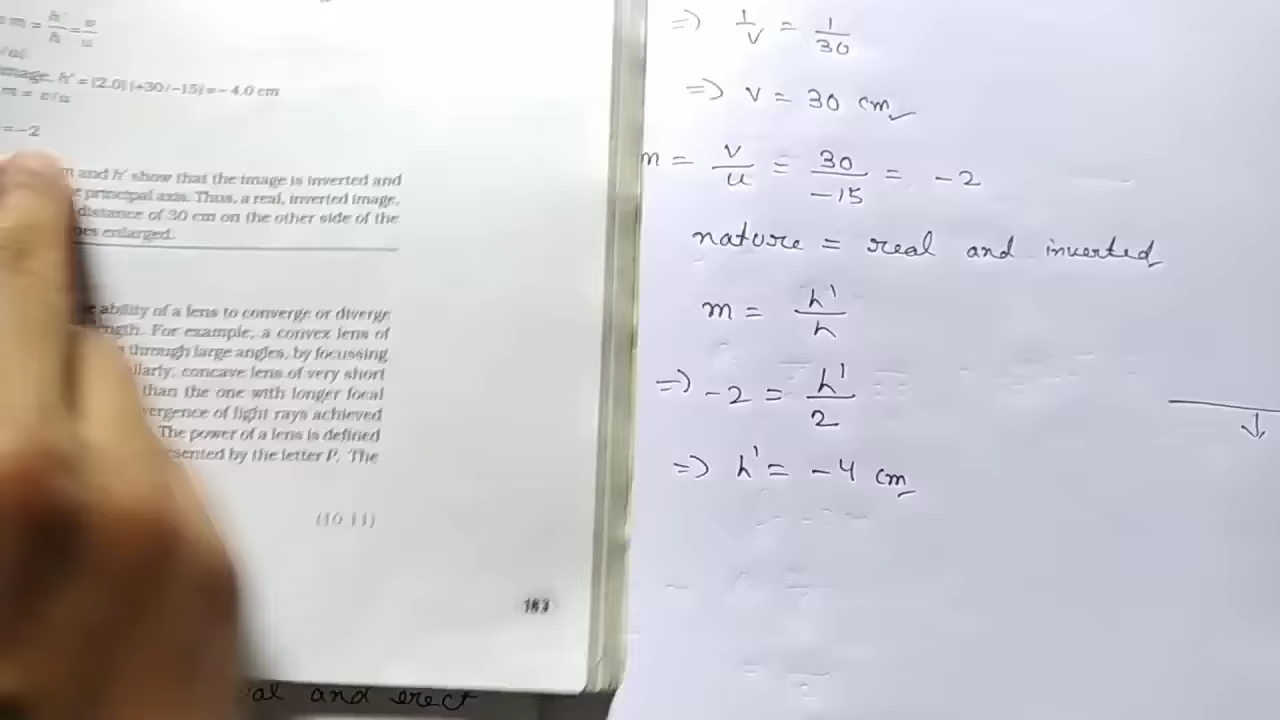 m = h'/h = v/u
image, h' = (2.0) (+30/-15) = - 4.0 cm
m = v/u
= -2
and h' show that the image is inverted and
principal axis. Thus, a real, inverted image,
distance of 30 cm on the other side of the
enlarged.
ability of a lens to converge or diverge
For example, a convex lens of
through large angles, by focussing
concave lens of very short
than the one with longer focal
of light rays achieved
The power of a lens is defined
by the letter P. The
(10.11)
183
and erect
=> 1/v = 1/30
=> v = 30 cm
m = v/u = 30/-15 = -2
nature = real and inverted
m = h'/h
=> -2 = h'/2
=> h' = -4 cm